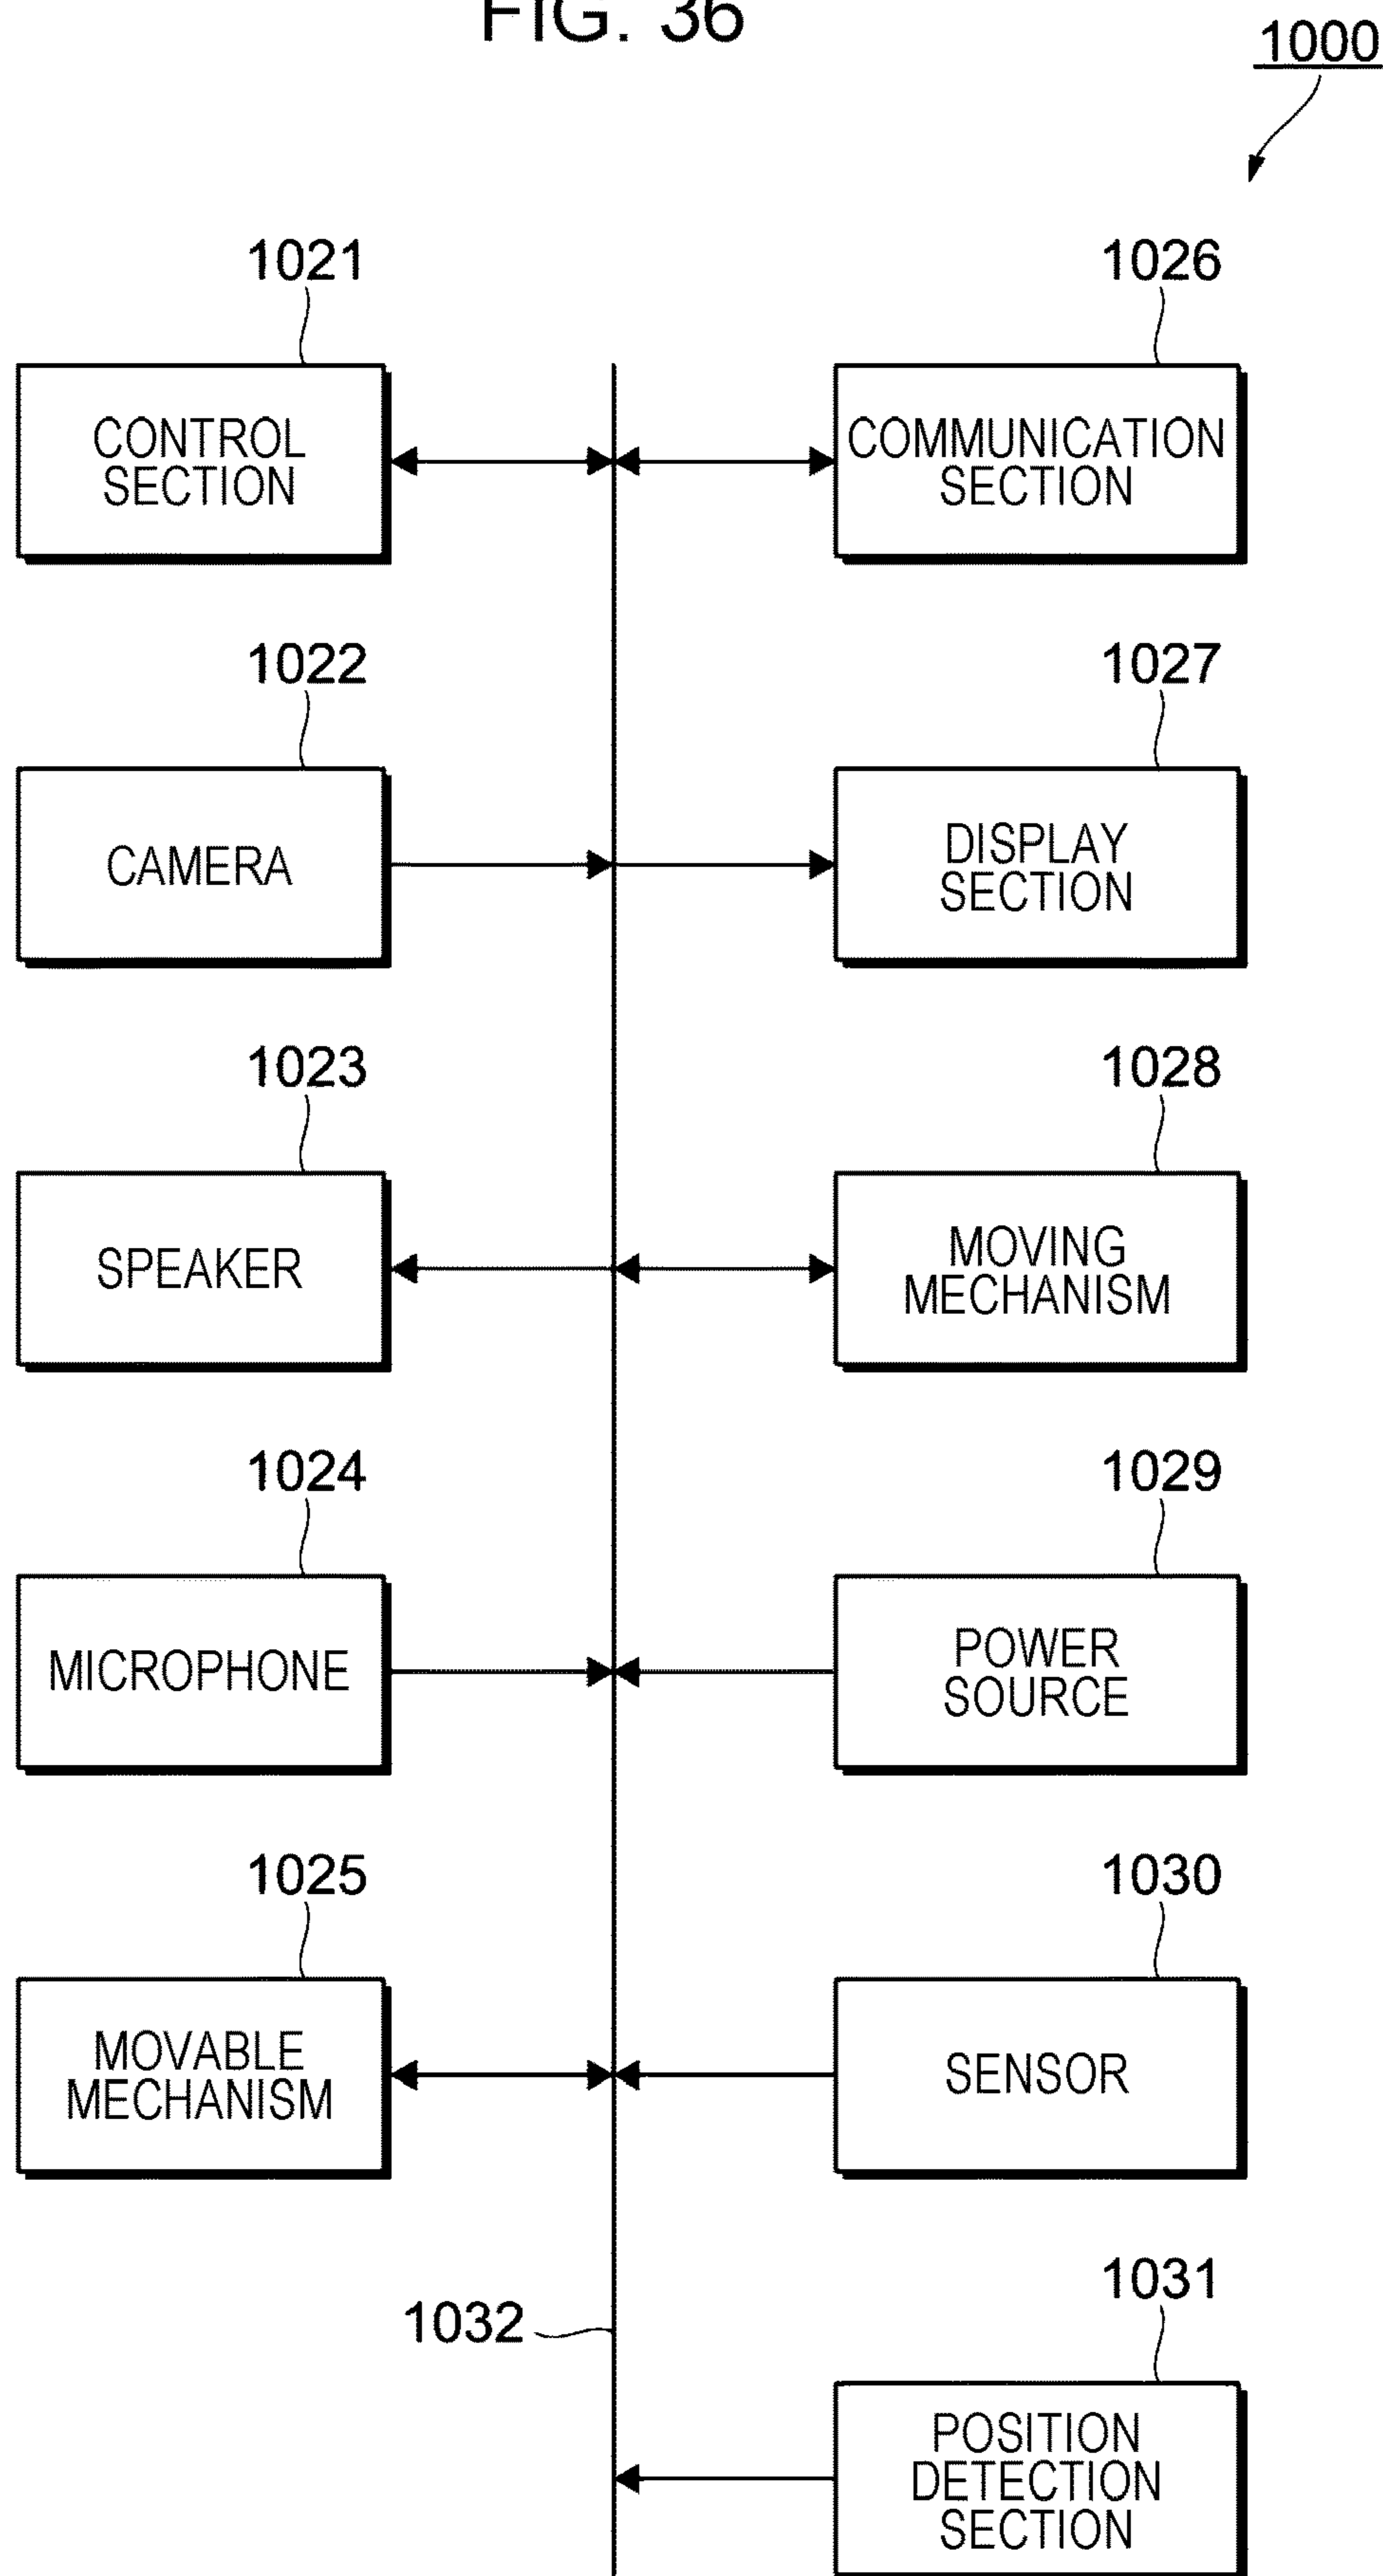 FIG. 36
1000
1021
1026
CONTROL
SECTION
COMMUNICATION
SECTION
1022
1027
CAMERA
DISPLAY
SECTION
1023
1028
SPEAKER
MOVING
MECHANISM
1024
1029
MICROPHONE
POWER
SOURCE
1025
1030
MOVABLE
MECHANISM
SENSOR
1031
1032
POSITION
DETECTION
SECTION